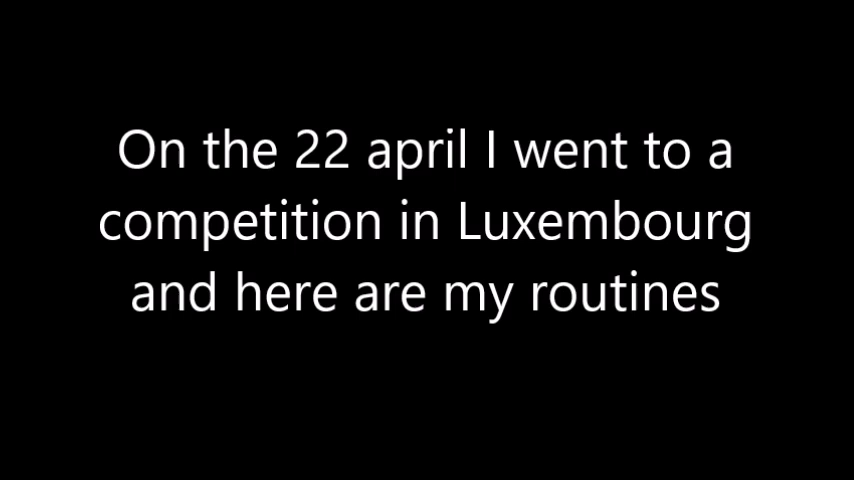 On the 22 april I went to a
competition in Luxembourg
and here are my routines